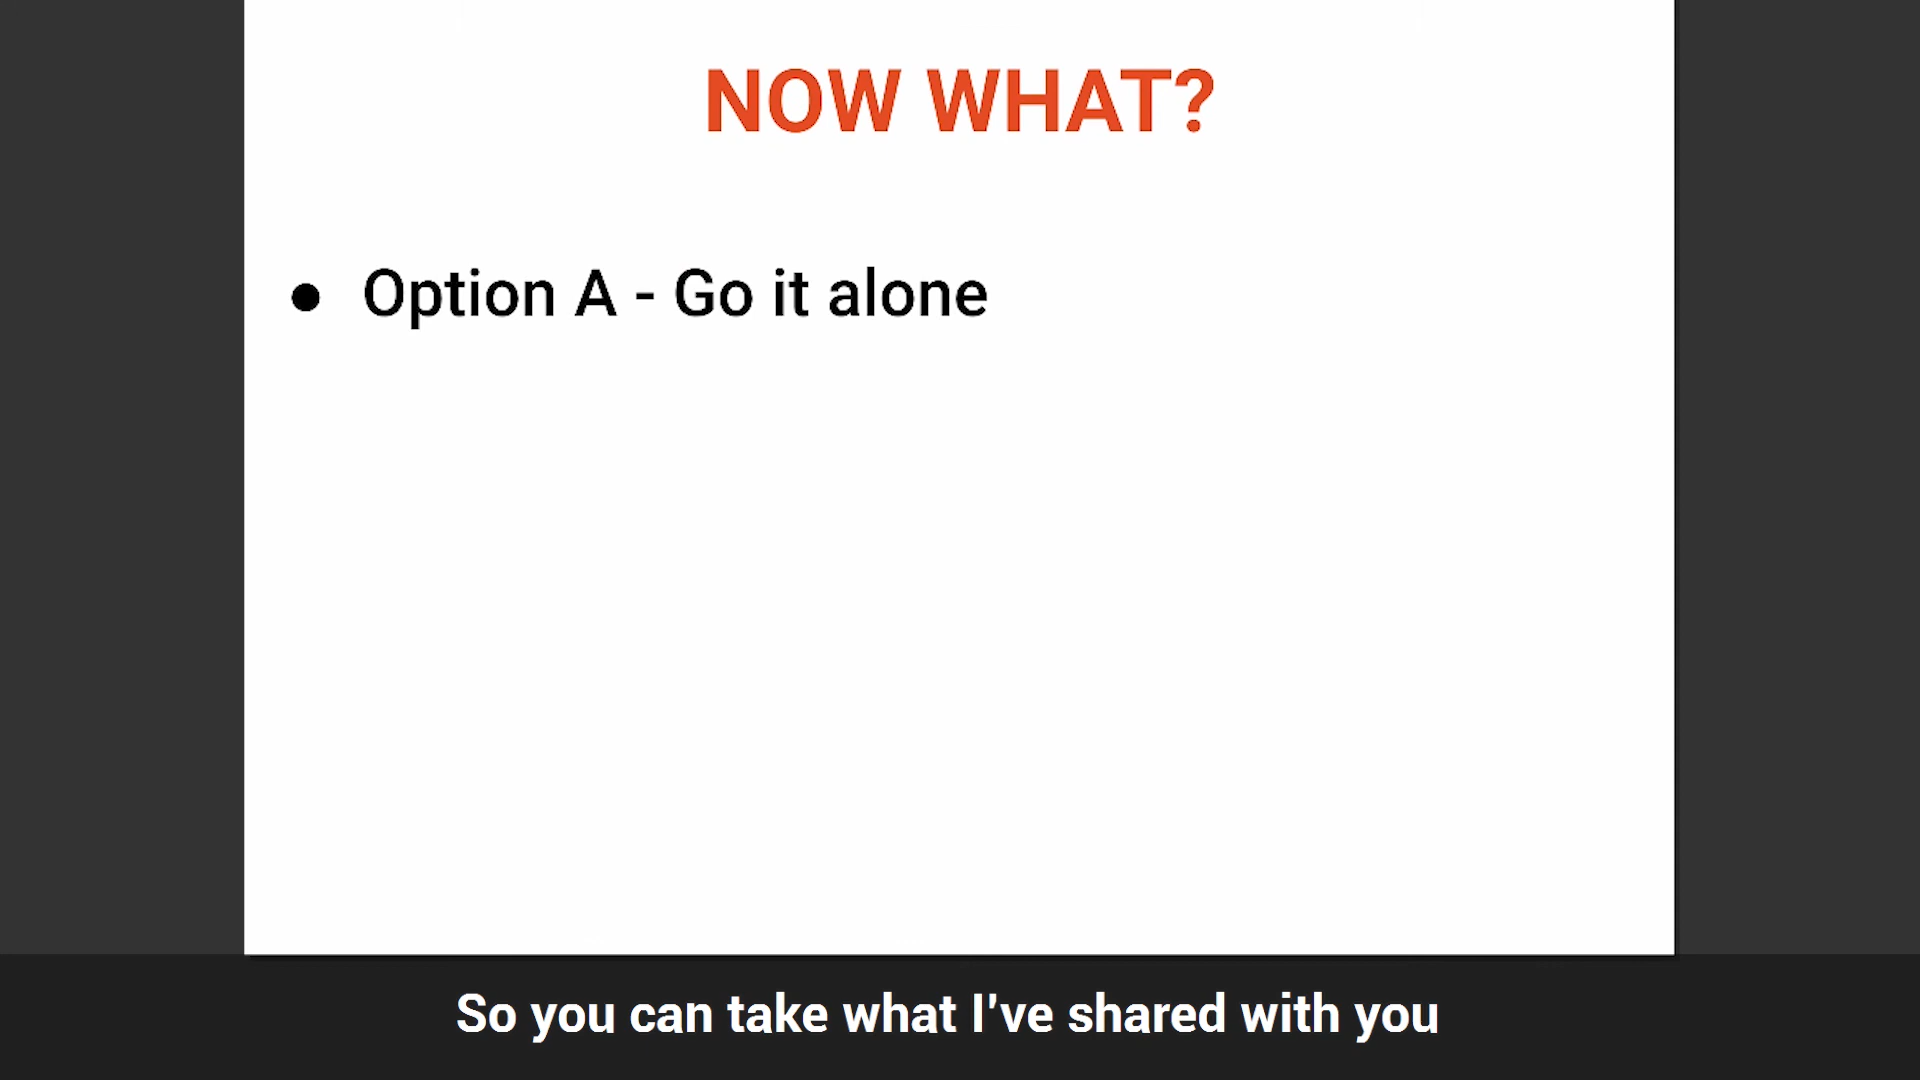 NOW WHAT?
● Option A - Go it alone
So you can take what I've shared with you